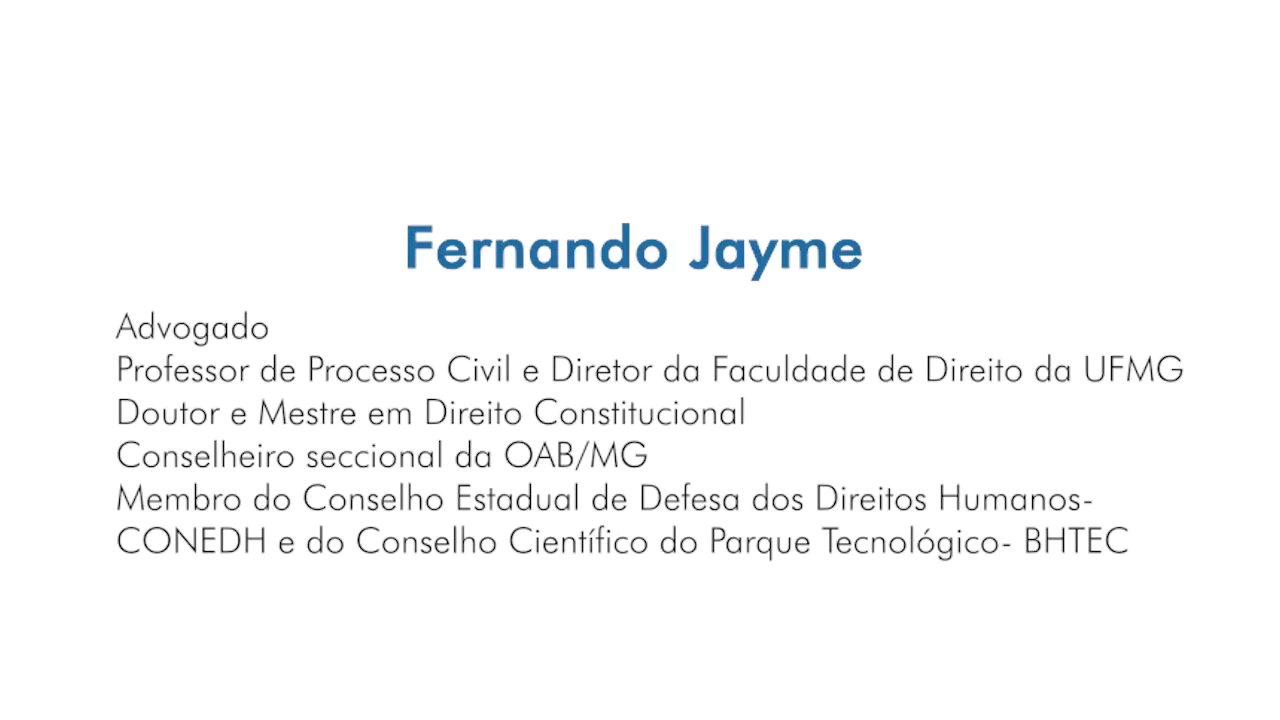 Fernando Jayme
Advogado
Professor de Processo Civil e Diretor da Faculdade de Direito da UFMG
Doutor e Mestre em Direito Constitucional
Conselheiro seccional da OAB/MG
Membro do Conselho Estadual de Defesa dos Direitos Humanos-
CONEDH e do Conselho Científico do Parque Tecnológico- BHTEC